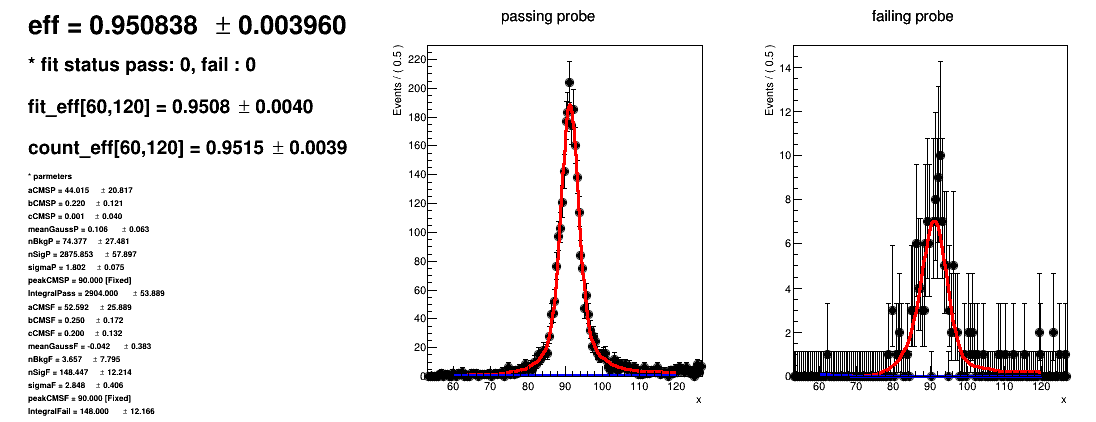 eff = 0.950838 ± 0.003960
* fit status pass: 0, fail : 0
fit_eff[60,120] = 0.9508 ± 0.0040
count_eff[60,120] = 0.9515 ± 0.0039
* parmeters
aCMSP = 44.015 ± 20.817
bCMSP = 0.220 ± 0.121
cCMSP = 0.001 ± 0.040
meanGaussP = 0.106 ± 0.063
nBkgP = 74.377 ± 27.481
nSigP = 2875.853 ± 57.897
sigmaP = 1.802 ± 0.075
peakCMSP = 90.000 [Fixed]
IntegralPass = 2904.000 ± 53.889
aCMSF = 52.592 ± 25.889
bCMSF = 0.250 ± 0.172
cCMSF = 0.200 ± 0.132
meanGaussF = -0.042 ± 0.383
nBkgF = 3.657 ± 7.795
nSigF = 148.447 ± 12.214
sigmaF = 2.848 ± 0.406
peakCMSF = 90.000 [Fixed]
IntegralFail = 148.000 ± 12.166
passing probe
Events / ( 0.5 )
220
200
180
160
140
120
100
80
60
40
20
0
60 70 80 90 100 110 120
x
failing probe
Events / ( 0.5 )
14
12
10
8
6
4
2
0
60 70 80 90 100 110 120
x